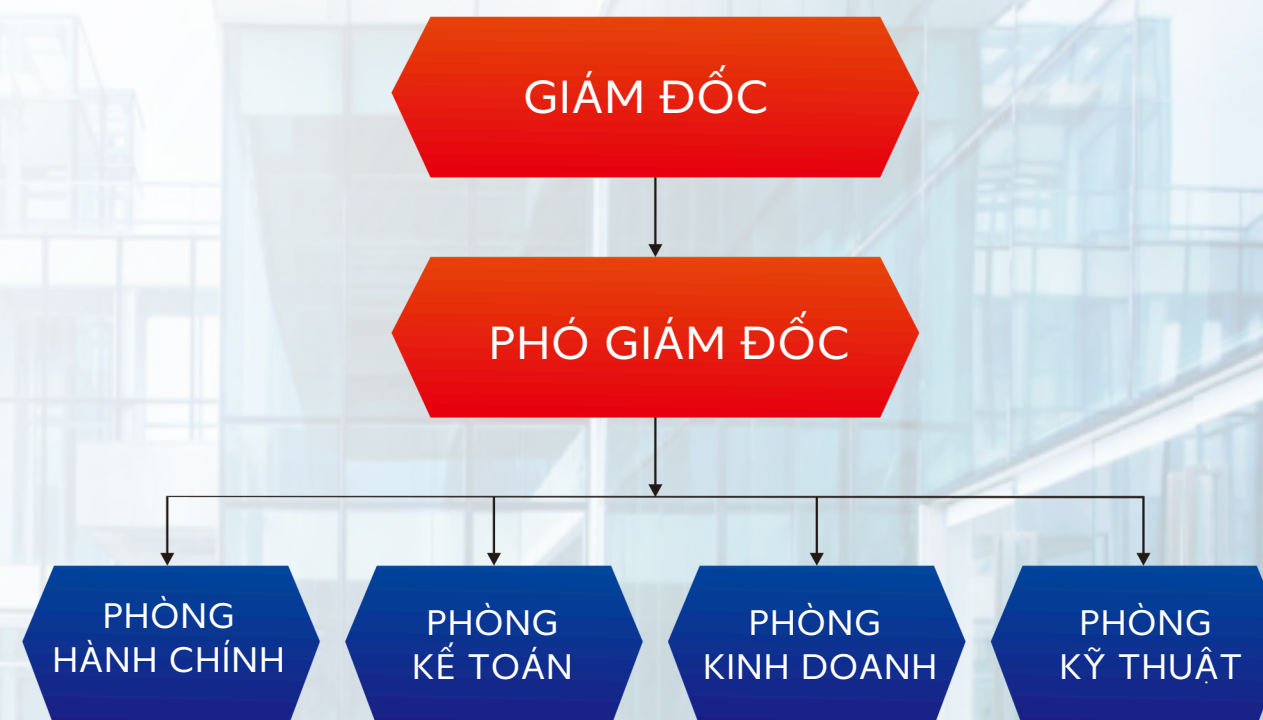 GIÁM ĐỐC
PHÓ GIÁM ĐỐC
PHÒNG
HÀNH CHÍNH
PHÒNG
KẾ TOÁN
PHÒNG
KINH DOANH
PHÒNG
KỸ THUẬT